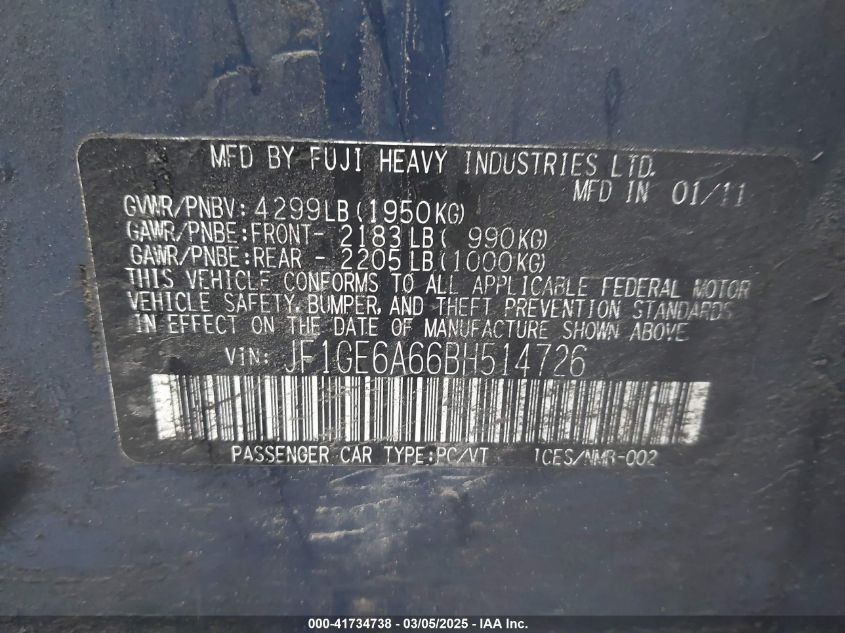 MFD BY FUJI HEAVY INDUSTRIES LTD.
MFD IN 01/11
GVWR/PNBV: 4299LB(1950KG)
GAWR/PNBE:FRONT- 2183LB( 990KG)
GAWR/PNBE:REAR - 2205LB(1000KG)
THIS VEHICLE CONFORMS TO ALL APPLICABLE FEDERAL MOTOR
VEHICLE SAFETY, BUMPER, AND THEFT PREVENTION STANDARDS
IN EFFECT ON THE DATE OF MANUFACTURE SHOWN ABOVE
VIN: JF1GE6A66BH514726
PASSENGER CAR TYPE:PC/VT 1CES/NMR-002
000-41734738 - 03/05/2025 - IAA Inc.